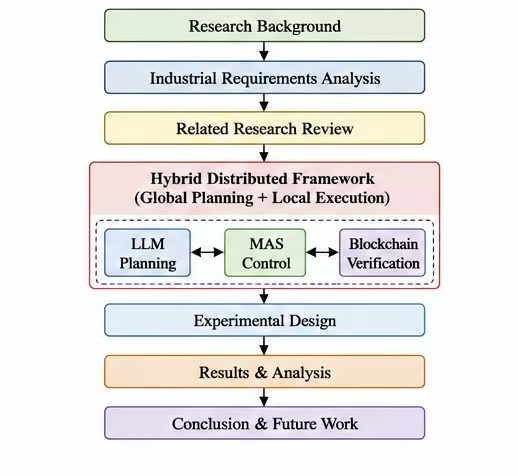 Research Background
Industrial Requirements Analysis
Related Research Review
Hybrid Distributed Framework
(Global Planning + Local Execution)
LLM
Planning
MAS
Control
Blockchain
Verification
Experimental Design
Results & Analysis
Conclusion & Future Work